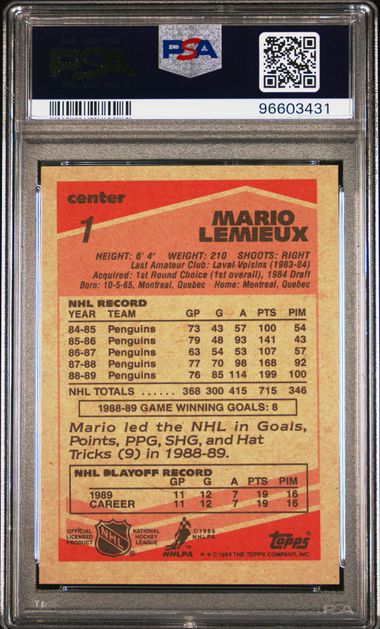 PSA
PSA
96603431
center
1
MARIO
LEMIEUX
HEIGHT: 6' 4" WEIGHT: 210 SHOOTS: RIGHT
Last Amateur Club: Laval Voisins (1983-84)
Acquired: 1st Round Choice (1st overall), 1984 Draft
Born: 10-5-65, Montreal, Quebec Home: Montreal, Quebec
NHL RECORD
YEAR TEAM GP G A PTS PIM
84-85 Penguins 73 43 57 100 54
85-86 Penguins 79 48 93 141 43
86-87 Penguins 63 54 53 107 57
87-88 Penguins 77 70 98 168 92
88-89 Penguins 76 85 114 199 100
NHL TOTALS ...... 368 300 415 715 346
1988-89 GAME WINNING GOALS: 8
Mario led the NHL in Goals,
Points, PPG, SHG, and Hat
Tricks (9) in 1988-89.
NHL PLAYOFF RECORD
GP G A PTS PIM
1989 11 12 7 19 16
CAREER 11 12 7 19 16
OFFICIAL LICENSED PRODUCT
NHL
NATIONAL HOCKEY LEAGUE
© 1989 NHLPA
NHLPA
topps
* * © 1989 THE TOPPS COMPANY, INC.
PSA